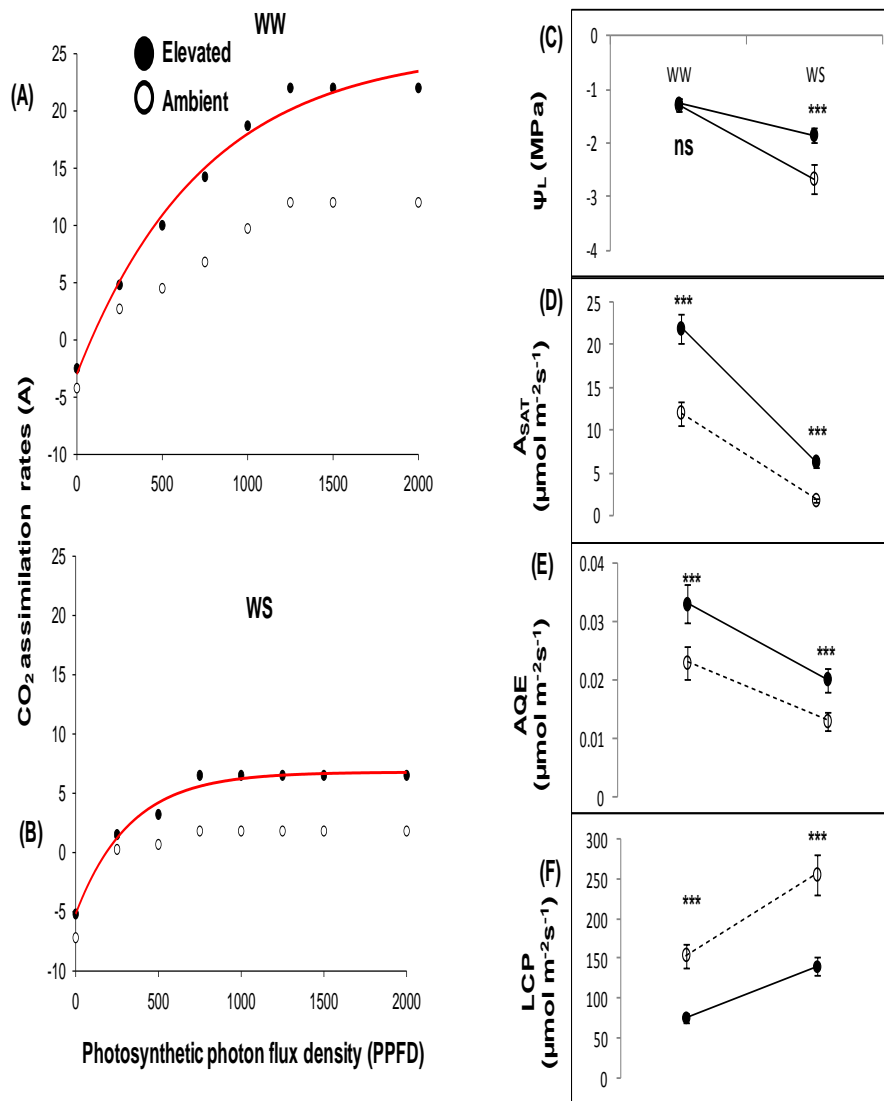 WW
Elevated
Ambient
(A)
25
20
15
10
5
0
-5
-10
0
500
1000
1500
2000
CO₂ assimilation rates (A)
WS
(B)
25
20
15
10
5
0
-5
-10
0
500
1000
1500
2000
Photosynthetic photon flux density (PPFD)
(C)
ΨL (MPa)
0
-1
-2
-3
-4
WW
WS
***
ns
(D)
ASAT
(µmol m⁻²s⁻¹)
25
20
15
10
5
0
***
***
(E)
AQE
(µmol m⁻²s⁻¹)
0.04
0.03
0.02
0.01
0
***
***
(F)
LCP
(µmol m⁻²s⁻¹)
300
250
200
150
100
50
0
***
***